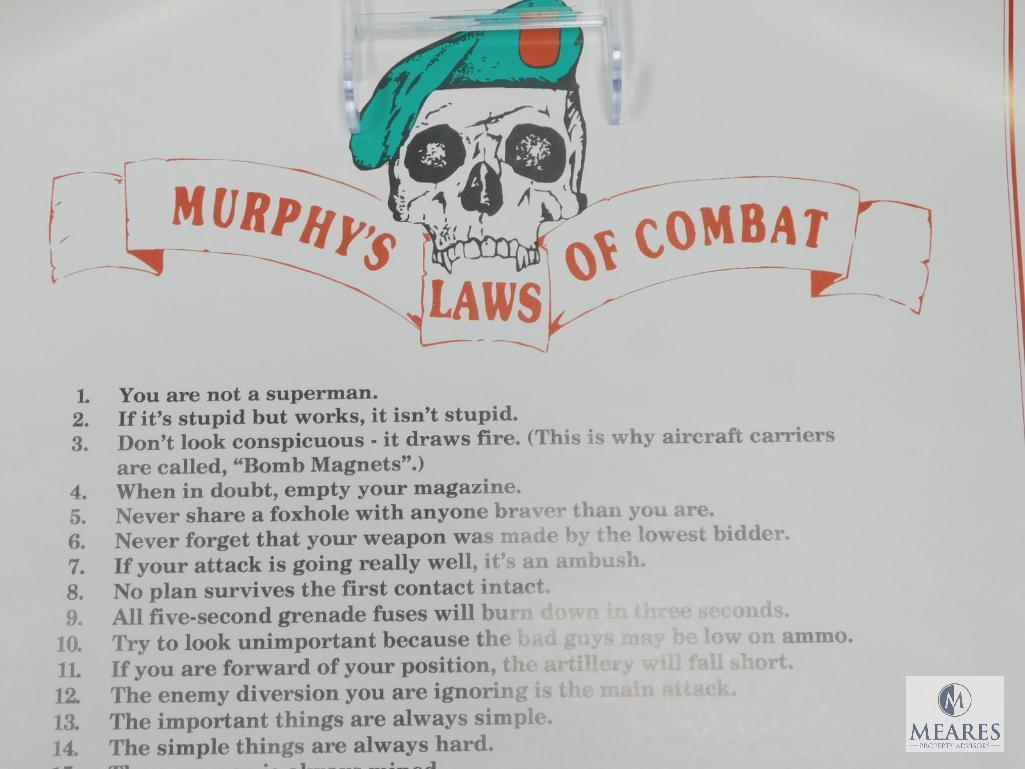 MURPHY'S
LAWS
OF COMBAT
1. You are not a superman.
2. If it's stupid but works, it isn't stupid.
3. Don't look conspicuous - it draws fire. (This is why aircraft carriers
are called, “Bomb Magnets”.)
4. When in doubt, empty your magazine.
5. Never share a foxhole with anyone braver than you are.
6. Never forget that your weapon was made by the lowest bidder.
7. If your attack is going really well, it's an ambush.
8. No plan survives the first contact intact.
9. All five-second grenade fuses will burn down in three seconds.
10. Try to look unimportant because the bad guys may be low on ammo.
11. If you are forward of your position, the artillery will fall short.
12. The enemy diversion you are ignoring is the main attack.
13. The important things are always simple.
14. The simple things are always hard.
M
MEARES
PROPERTY ADVISORS